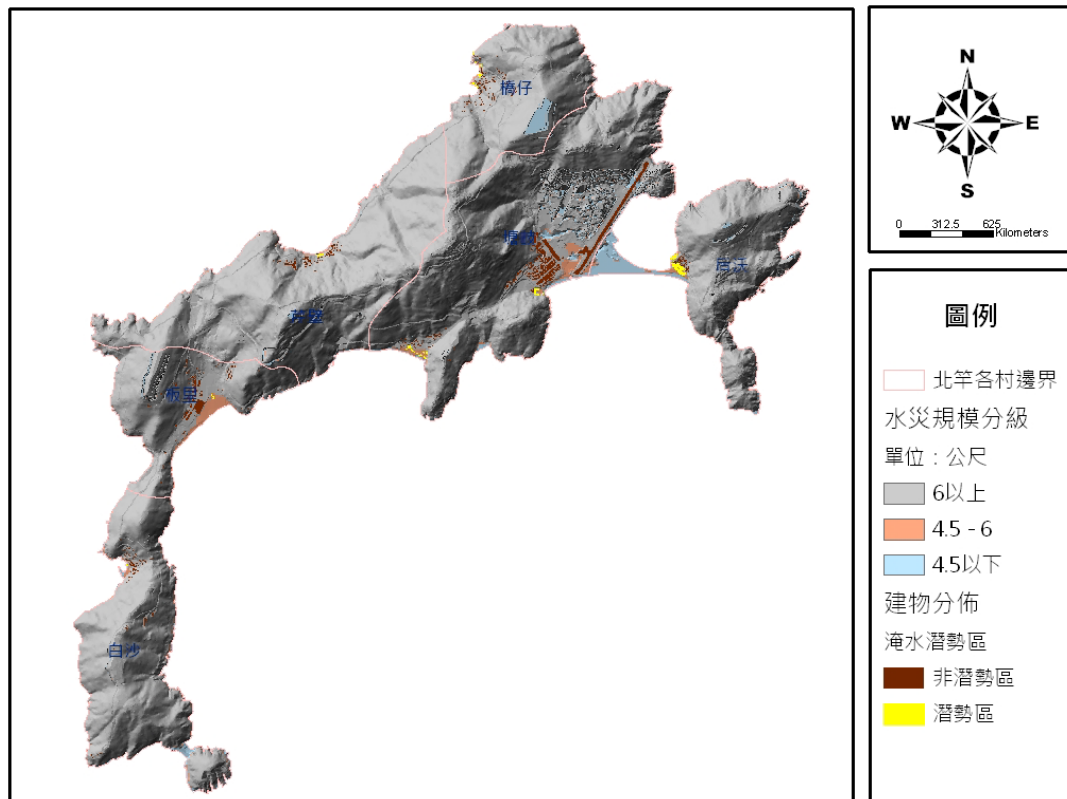 橋仔
塘岐
后沃
芹壁
板里
白沙
N
W
E
S
0 312.5 625
Kilometers
圖例
北竿各村邊界
水災規模分級
單位：公尺
6以上
4.5 - 6
4.5以下
建物分佈
淹水潛勢區
非潛勢區
潛勢區